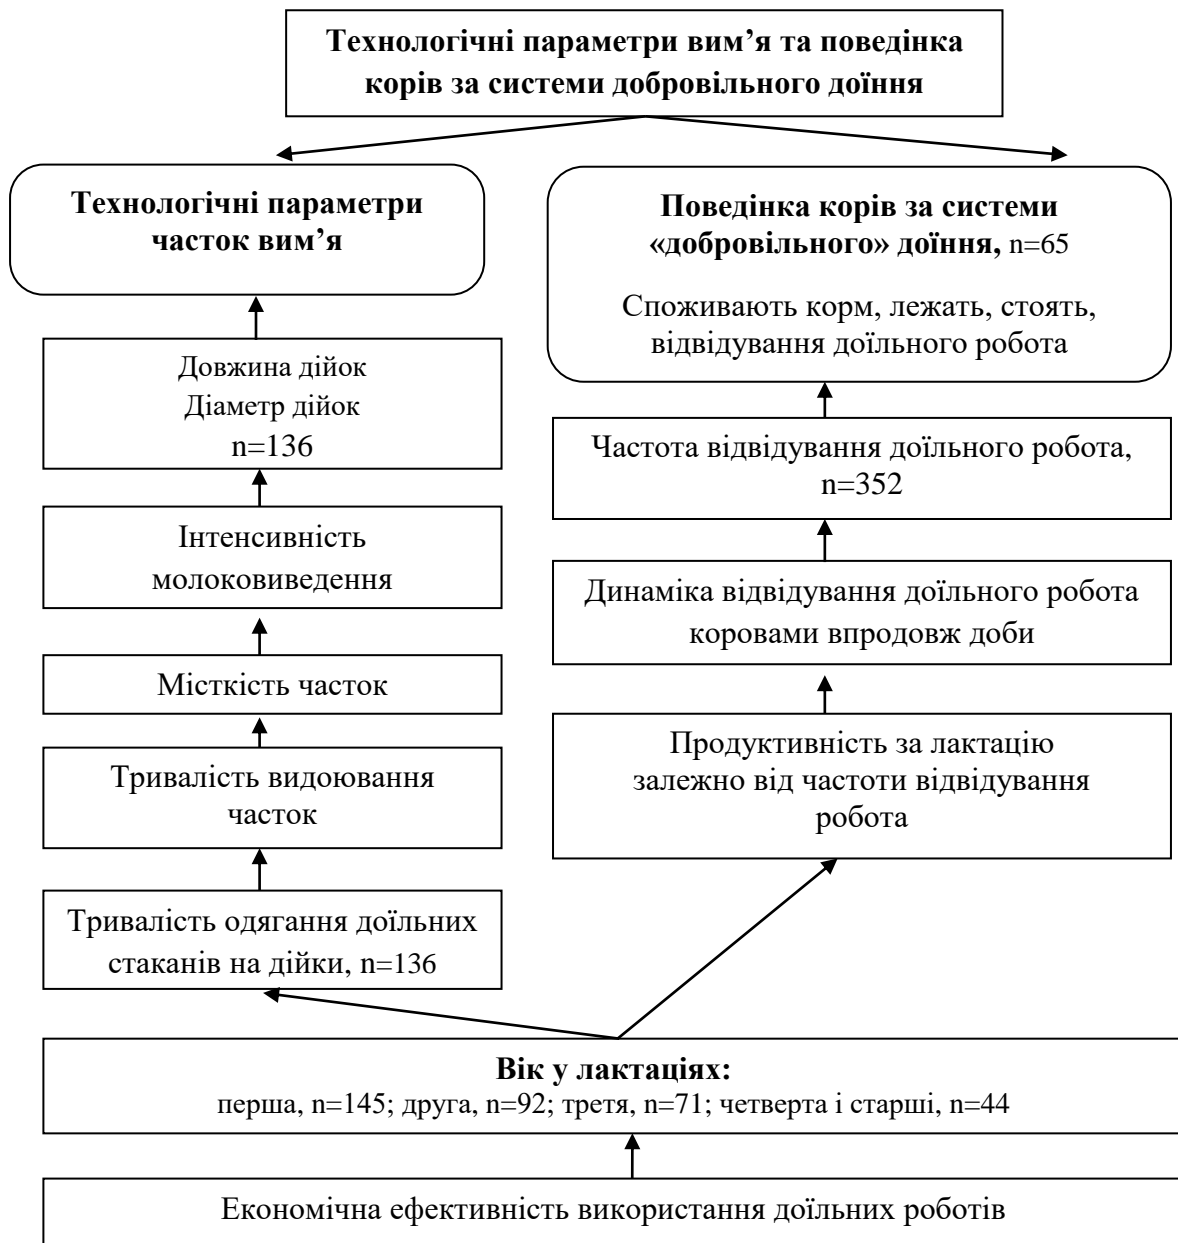 Технологічні параметри вим’я та поведінка
корів за системи добровільного доїння
Технологічні параметри
часток вим’я
Довжина дійок
Діаметр дійок
n=136
Інтенсивність
молоковиведення
Місткість часток
Тривалість видоювання
часток
Тривалість одягання доїльних
стаканів на дійки, n=136
Поведінка корів за системи
«добровільного» доїння, n=65
Споживають корм, лежать, стоять,
відвідування доїльного робота
Частота відвідування доїльного робота,
n=352
Динаміка відвідування доїльного робота
коровами впродовж доби
Продуктивність за лактацію
залежно від частоти відвідування
робота
Вік у лактаціях:
перша, n=145; друга, n=92; третя, n=71; четверта і старші, n=44
Економічна ефективність використання доїльних роботів